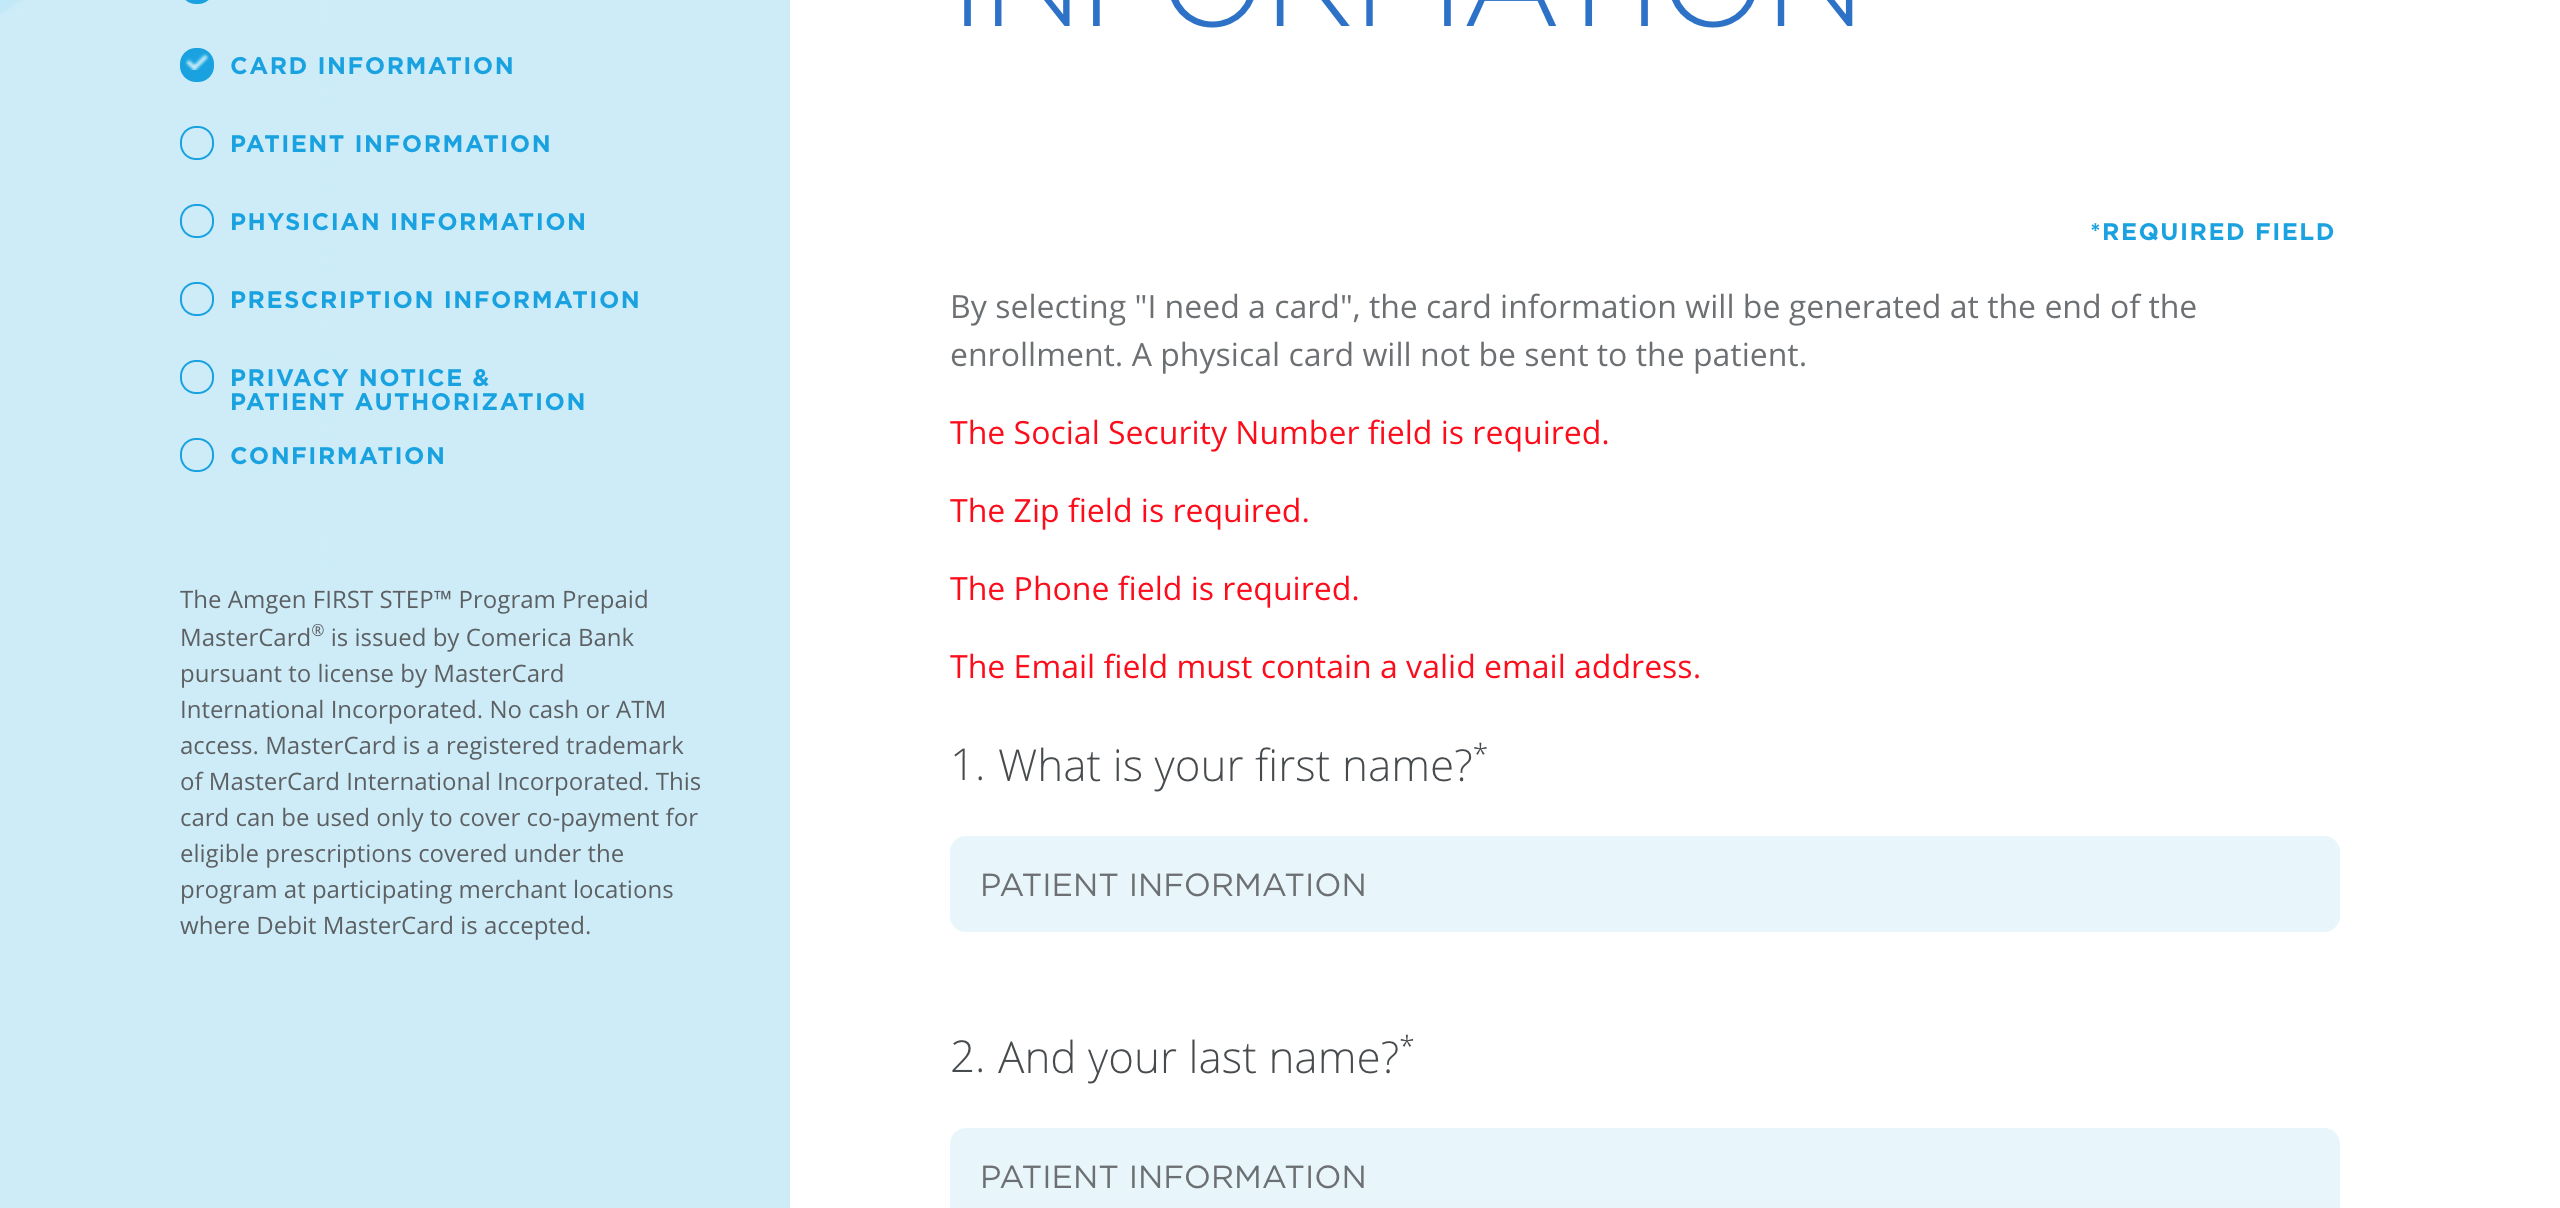 CARD INFORMATION
PATIENT INFORMATION
PHYSICIAN INFORMATION
PRESCRIPTION INFORMATION
PRIVACY NOTICE &
PATIENT AUTHORIZATION
CONFIRMATION
The Amgen FIRST STEP™ Program Prepaid
MasterCard® is issued by Comerica Bank
pursuant to license by MasterCard
International Incorporated. No cash or ATM
access. MasterCard is a registered trademark
of MasterCard International Incorporated. This
card can be used only to cover co-payment for
eligible prescriptions covered under the
program at participating merchant locations
where Debit MasterCard is accepted.
INFORMATION
*REQUIRED FIELD
By selecting "I need a card", the card information will be generated at the end of the
enrollment. A physical card will not be sent to the patient.
The Social Security Number field is required.
The Zip field is required.
The Phone field is required.
The Email field must contain a valid email address.
1. What is your first name?*
PATIENT INFORMATION
2. And your last name?*
PATIENT INFORMATION